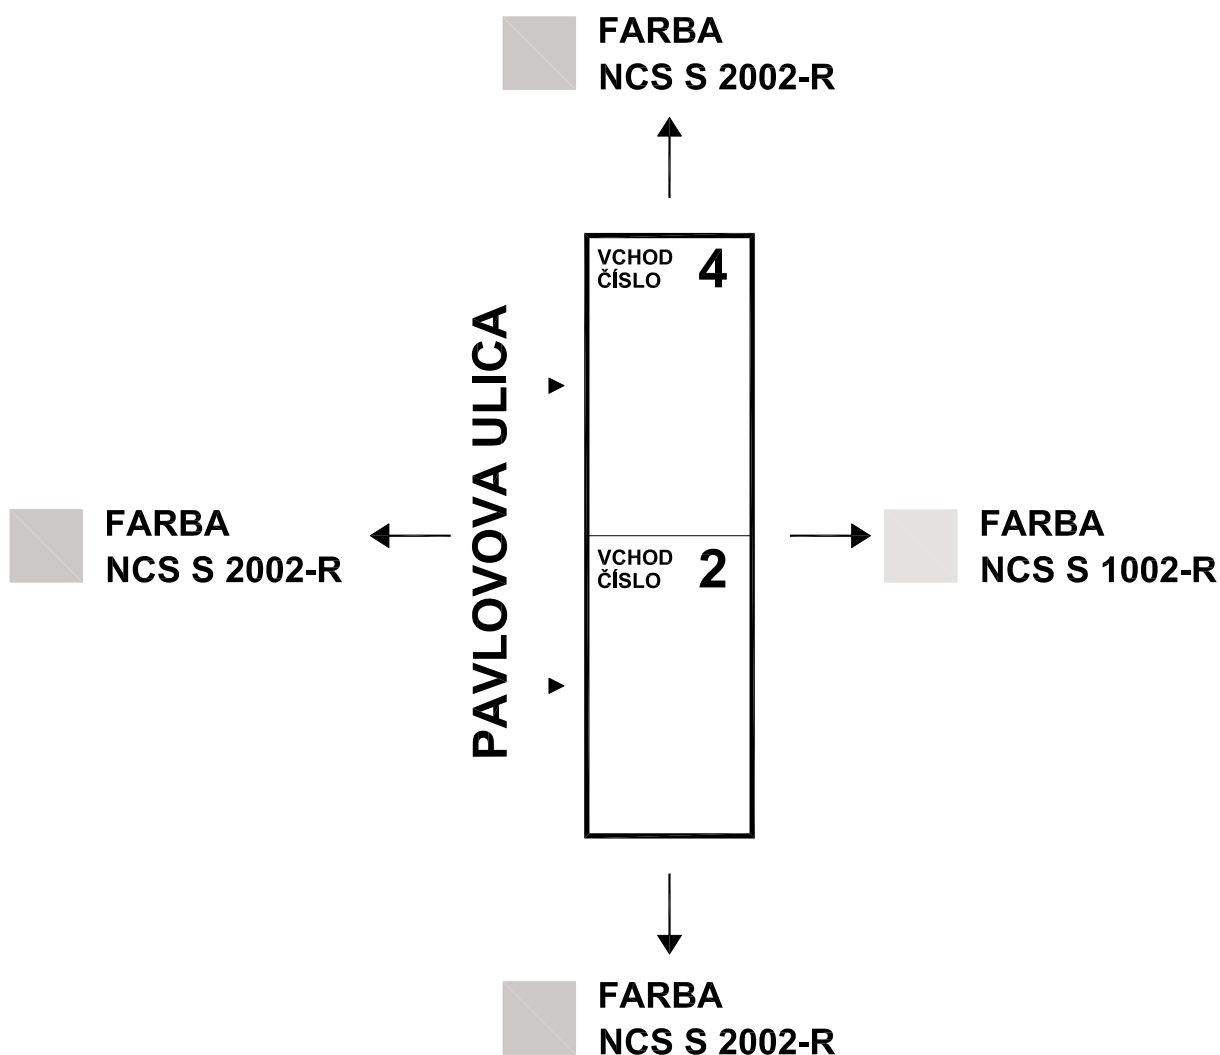 FARBA
NCS S 2002-R
VCHOD
ČÍSLO 4
PAVLOVOVA ULICA
FARBA
NCS S 2002-R
VCHOD
ČÍSLO 2
FARBA
NCS S 1002-R
FARBA
NCS S 2002-R